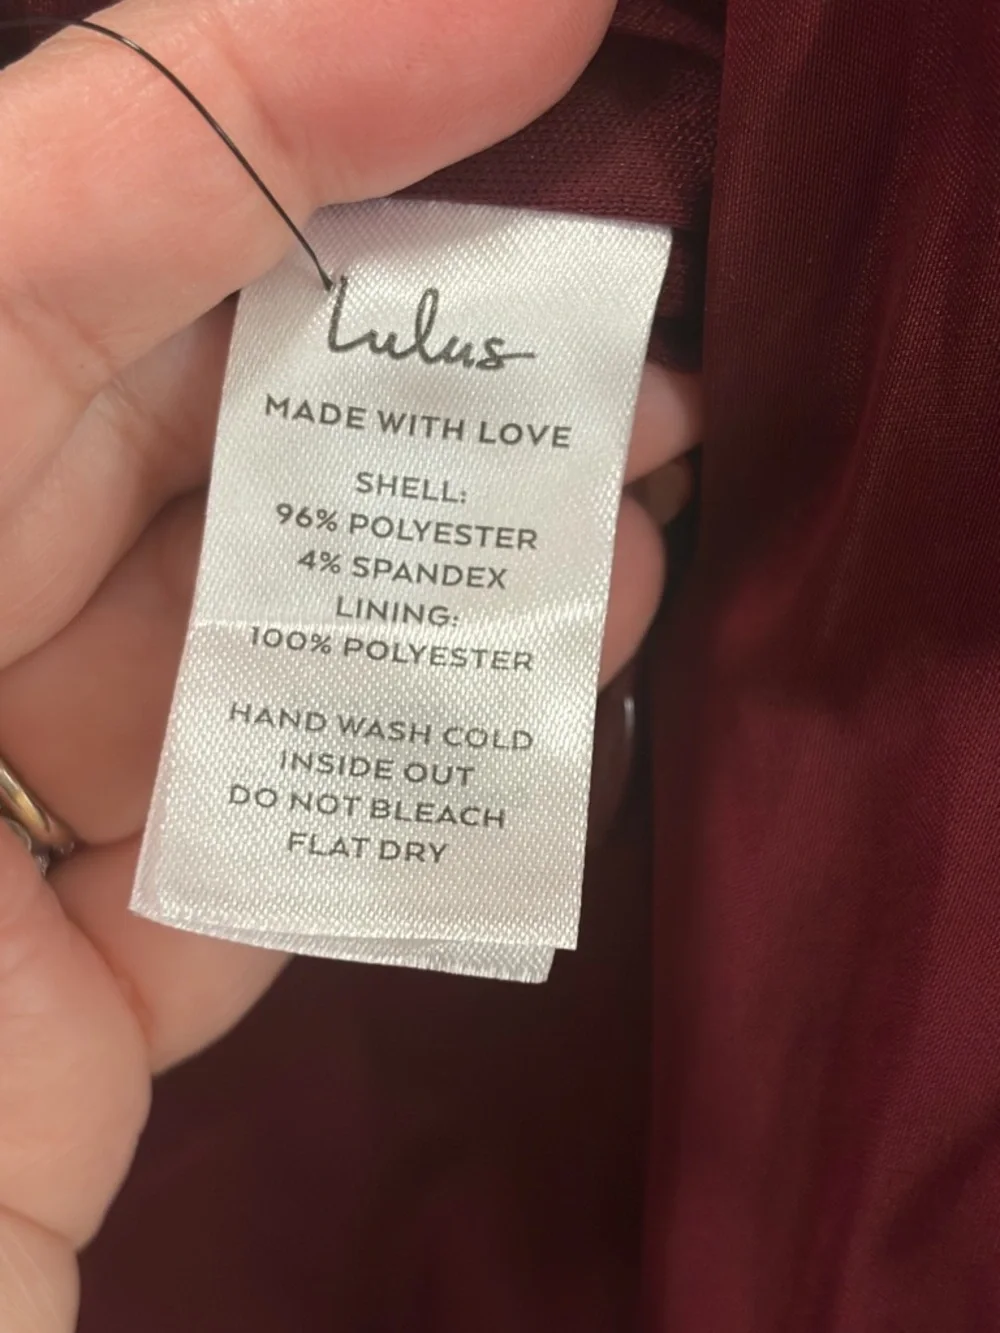 Lulus
MADE WITH LOVE
SHELL:
96% POLYESTER
4% SPANDEX
LINING:
100% POLYESTER
HAND WASH COLD
INSIDE OUT
DO NOT BLEACH
FLAT DRY